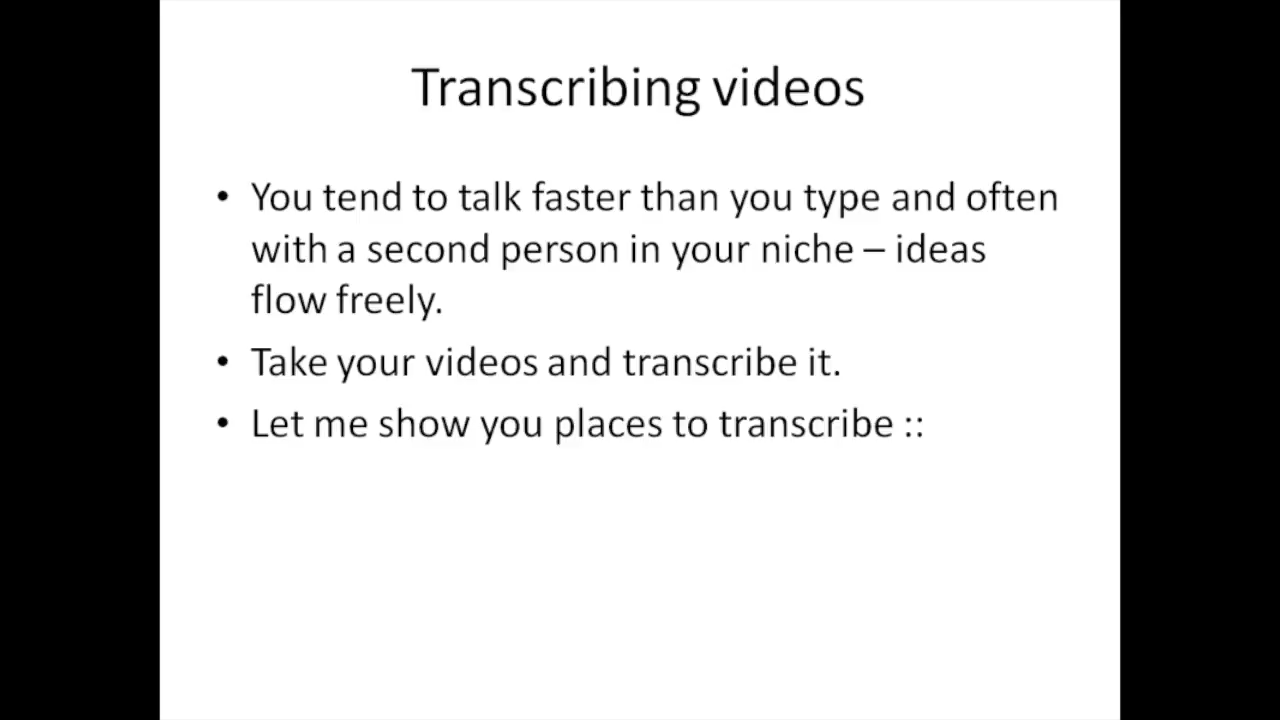 Transcribing videos
• You tend to talk faster than you type and often
with a second person in your niche – ideas
flow freely.
• Take your videos and transcribe it.
• Let me show you places to transcribe ::